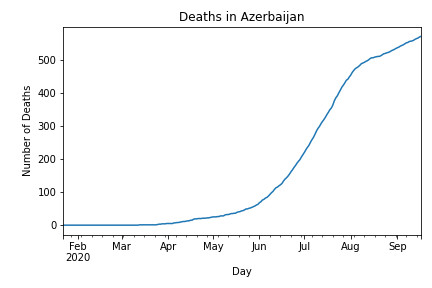 Deaths in Azerbaijan
500
400
300
200
100
0
Number of Deaths
Feb Mar Apr May Jun Jul Aug Sep
2020
Day